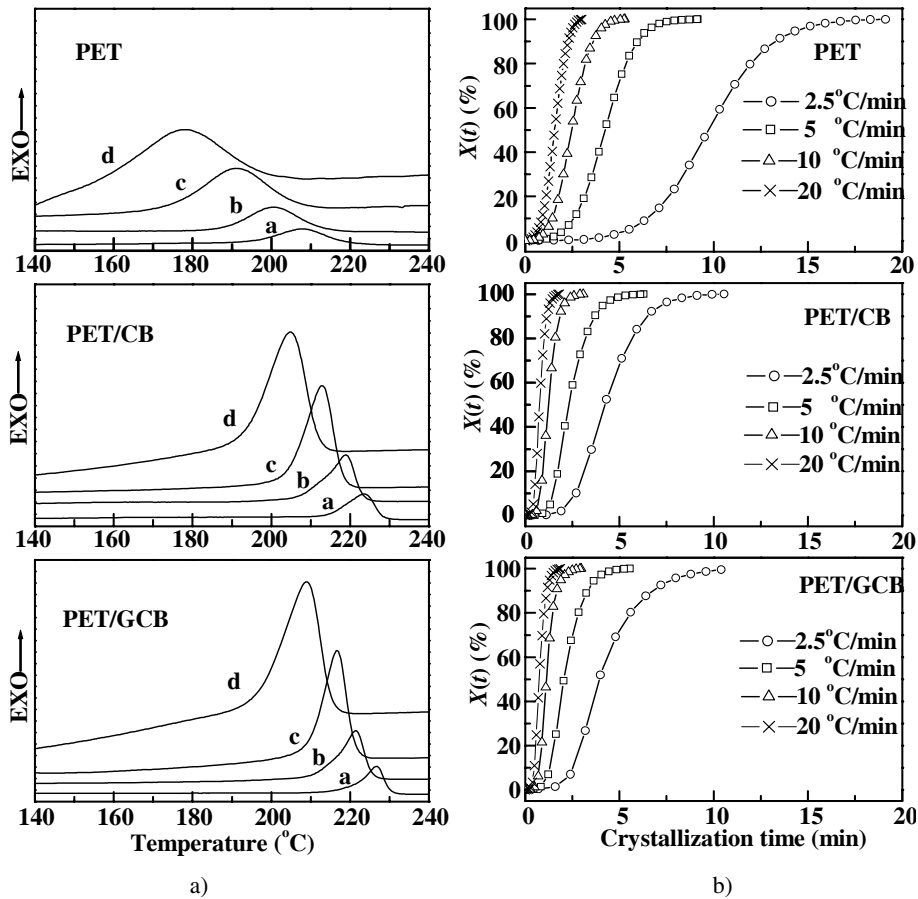 EXO
PET
d
c
b
a
140 160 180 200 220 240
EXO
PET/CB
d
c
b
a
140 160 180 200 220 240
EXO
PET/GCB
d
c
b
a
140 160 180 200 220 240
Temperature (°C)
a)
X(t) (%)
100
80
60
40
20
0
PET
2.5°C/min
5 °C/min
10 °C/min
20 °C/min
0 5 10 15 20
X(t) (%)
100
80
60
40
20
0
PET/CB
2.5°C/min
5 °C/min
10 °C/min
20 °C/min
0 5 10 15 20
X(t) (%)
100
80
60
40
20
0
PET/GCB
2.5°C/min
5 °C/min
10 °C/min
20 °C/min
0 5 10 15 20
Crystallization time (min)
b)